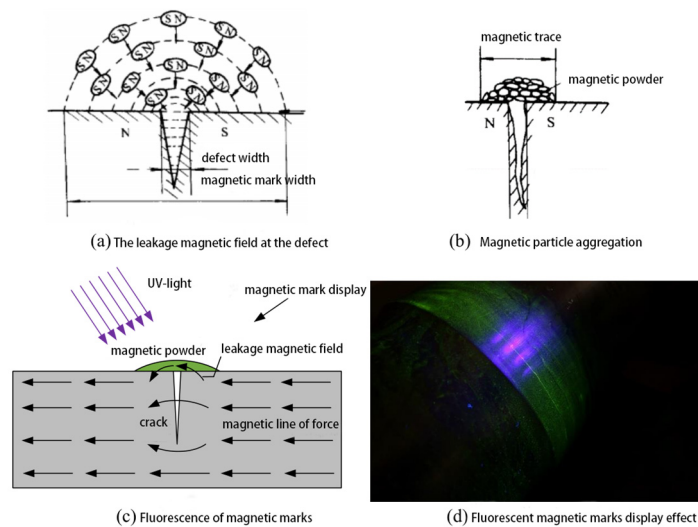 S N
S N
S N
S N
S N
S N
S N
S N
S N
S N
S N
N
S
defect width
magnetic mark width
(a) The leakage magnetic field at the defect
magnetic trace
magnetic powder
N
S
(b) Magnetic particle aggregation
UV-light
magnetic mark display
magnetic powder
leakage magnetic field
crack
magnetic line of force
(c) Fluorescence of magnetic marks
(d) Fluorescent magnetic marks display effect